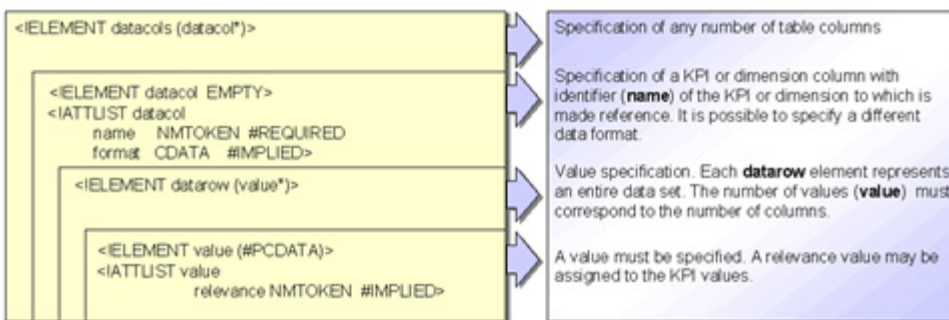 <!ELEMENT datacols (datacol*)>
<!ELEMENT datacol EMPTY>
<!ATTLIST datacol
name NMTOKEN #REQUIRED
format CDATA #IMPLIED>
<!ELEMENT datarow (value*)>
<!ELEMENT value (#PCDATA)>
<!ATTLIST value
relevance NMTOKEN #IMPLIED>
Specification of any number of table columns
Specification of a KPI or dimension column with
identifier (name) of the KPI or dimension to which is
made reference. It is possible to specify a different
data format.
Value specification. Each datarow element represents
an entire data set. The number of values (value) must
correspond to the number of columns.
A value must be specified. A relevance value may be
assigned to the KPI values.